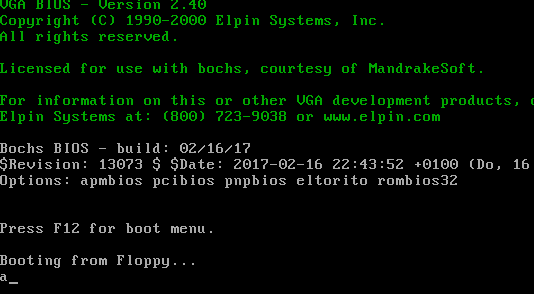 VGA BIOS - Version 2.40
Copyright (C) 1990-2000 Elpin Systems, Inc.
All rights reserved.
Licensed for use with bochs, courtesy of MandrakeSoft.
For information on this or other VGA development products,
Elpin Systems at: (800) 723-9038 or www.elpin.com
Bochs BIOS - build: 02/16/17
$Revision: 13073 $ $Date: 2017-02-16 22:43:52 +0100 (Do, 16
Options: apmbios pcibios pnpbios eltorito rombios32
Press F12 for boot menu.
Booting from Floppy...
a_